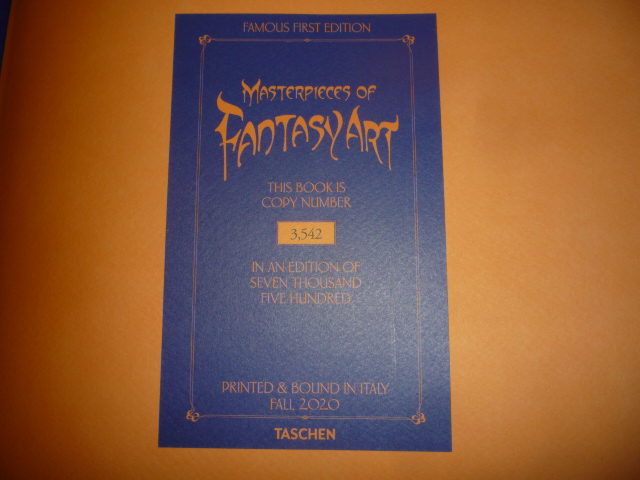 FAMOUS FIRST EDITION
MASTERPIECES OF
FANTASY ART
THIS BOOK IS
COPY NUMBER
3,542
IN AN EDITION OF
SEVEN THOUSAND
FIVE HUNDRED
PRINTED & BOUND IN ITALY
FALL 2020
TASCHEN